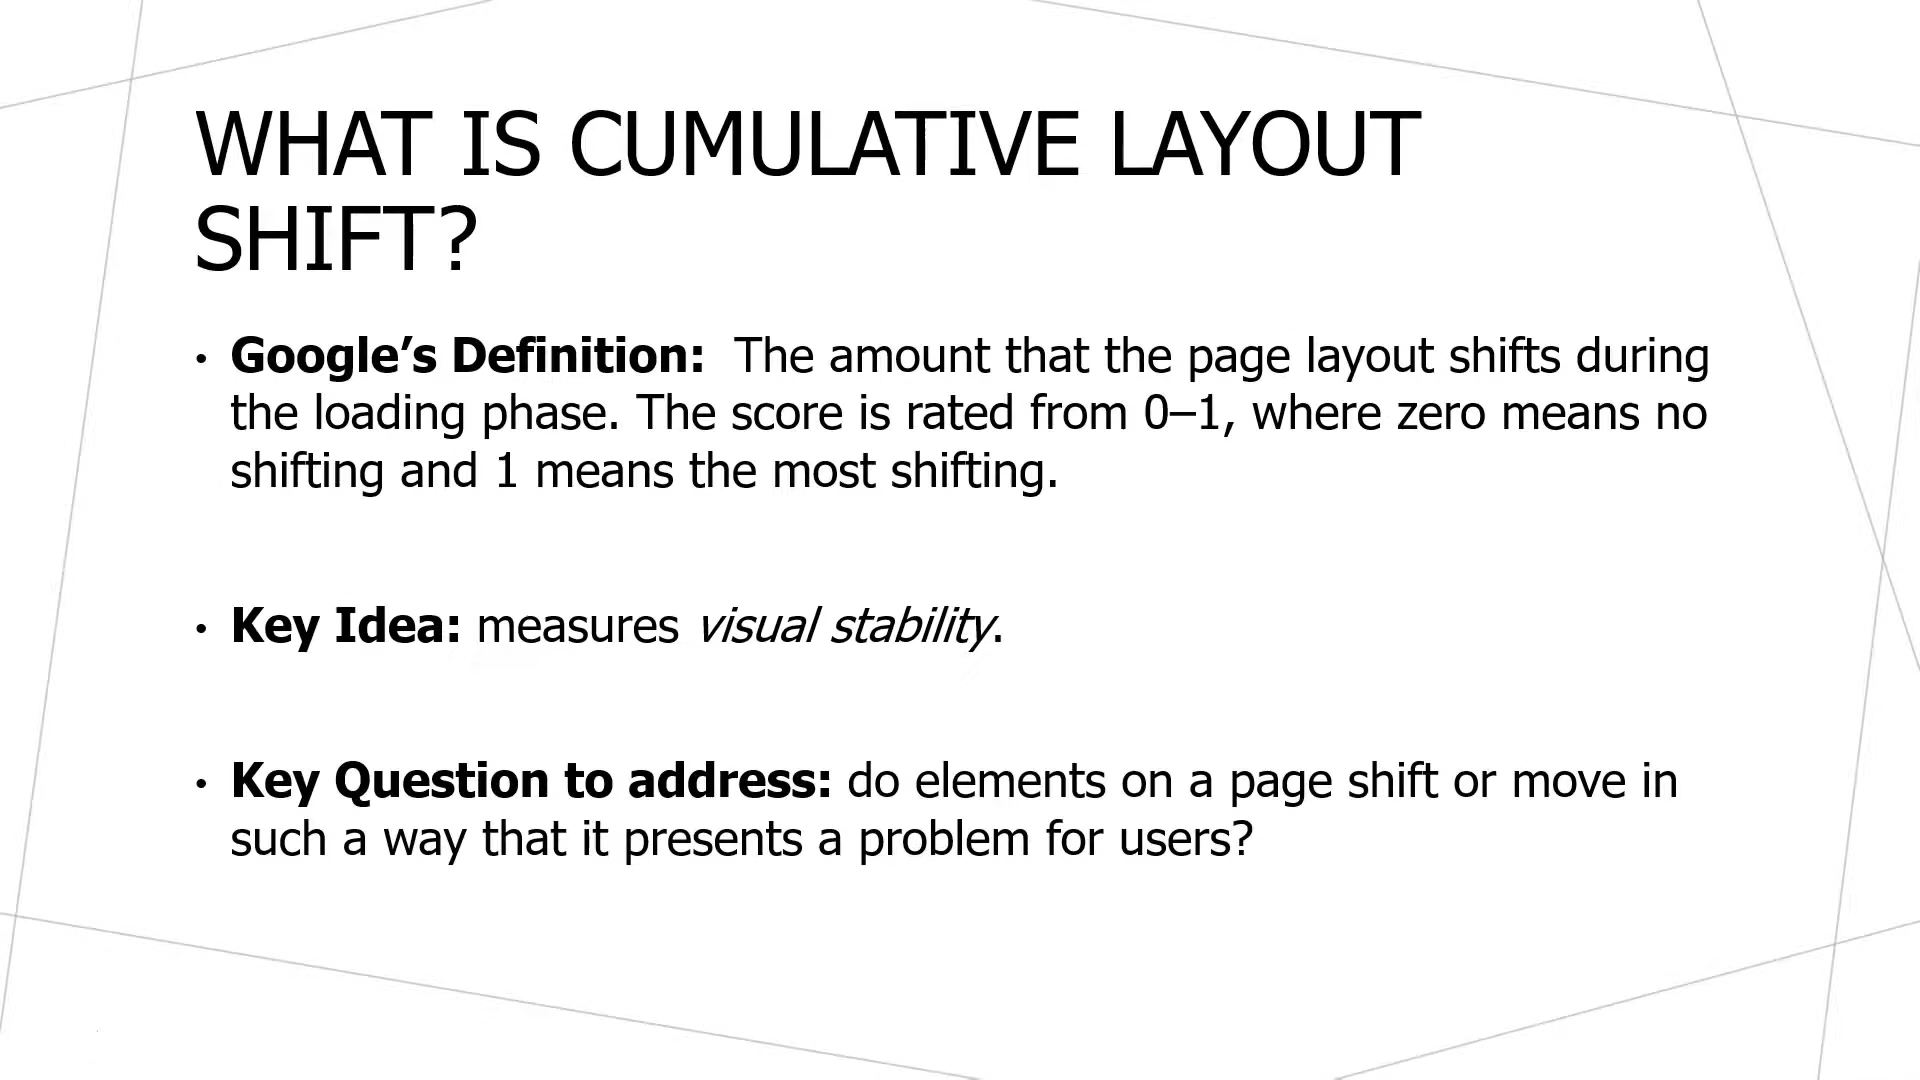 WHAT IS CUMULATIVE LAYOUT
SHIFT?
• Google’s Definition:  The amount that the page layout shifts during
the loading phase. The score is rated from 0–1, where zero means no
shifting and 1 means the most shifting.
• Key Idea: measures visual stability.
• Key Question to address: do elements on a page shift or move in
such a way that it presents a problem for users?